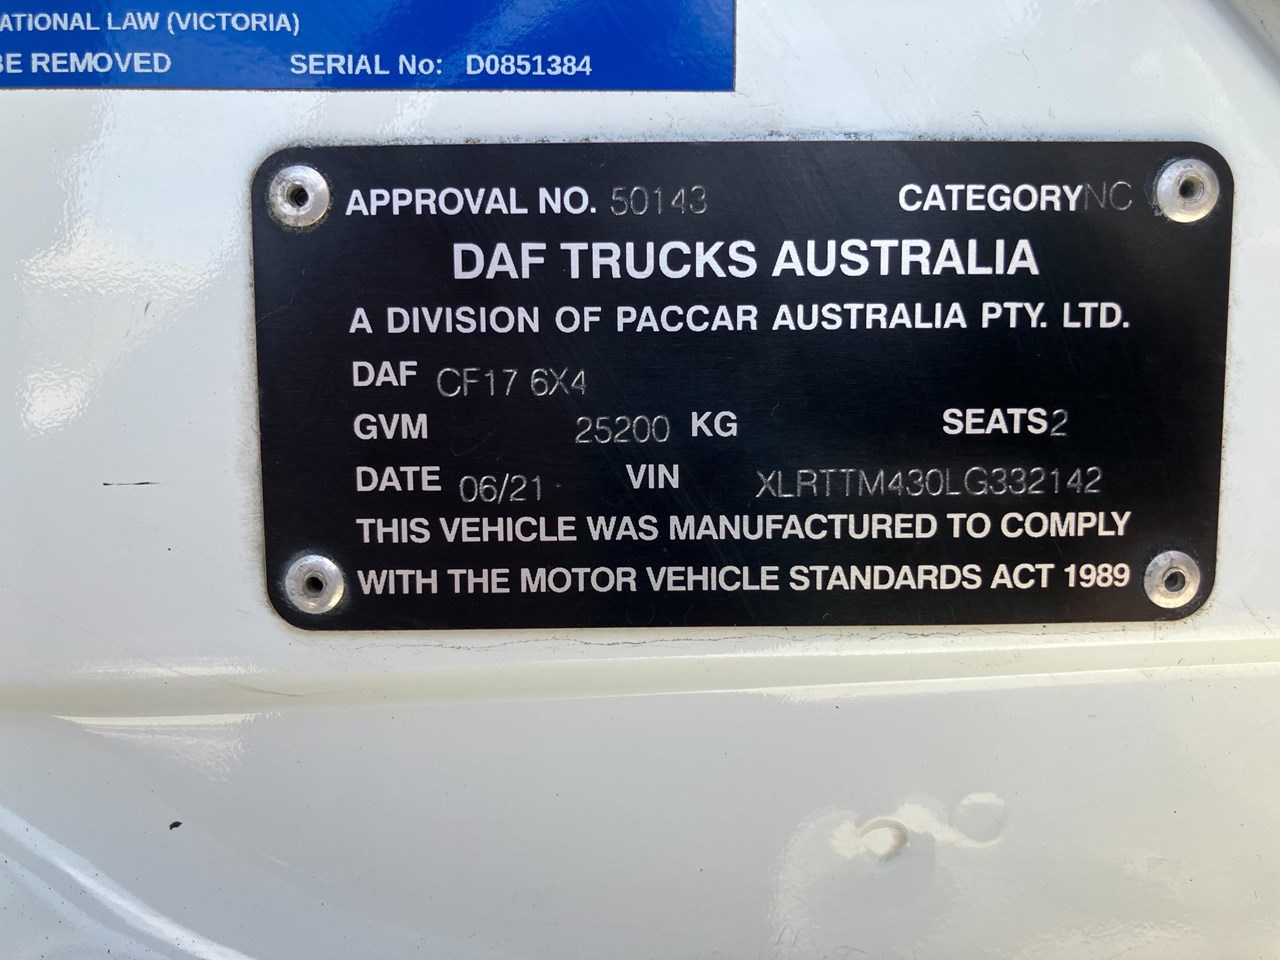 ATIONAL LAW (VICTORIA)
BE REMOVED SERIAL No: D0851384
APPROVAL NO. 50143 CATEGORY NC
DAF TRUCKS AUSTRALIA
A DIVISION OF PACCAR AUSTRALIA PTY. LTD.
DAF CF17 6X4
GVM 25200 KG SEATS 2
DATE 06/21 VIN XLRTTM430LG332142
THIS VEHICLE WAS MANUFACTURED TO COMPLY
WITH THE MOTOR VEHICLE STANDARDS ACT 1989